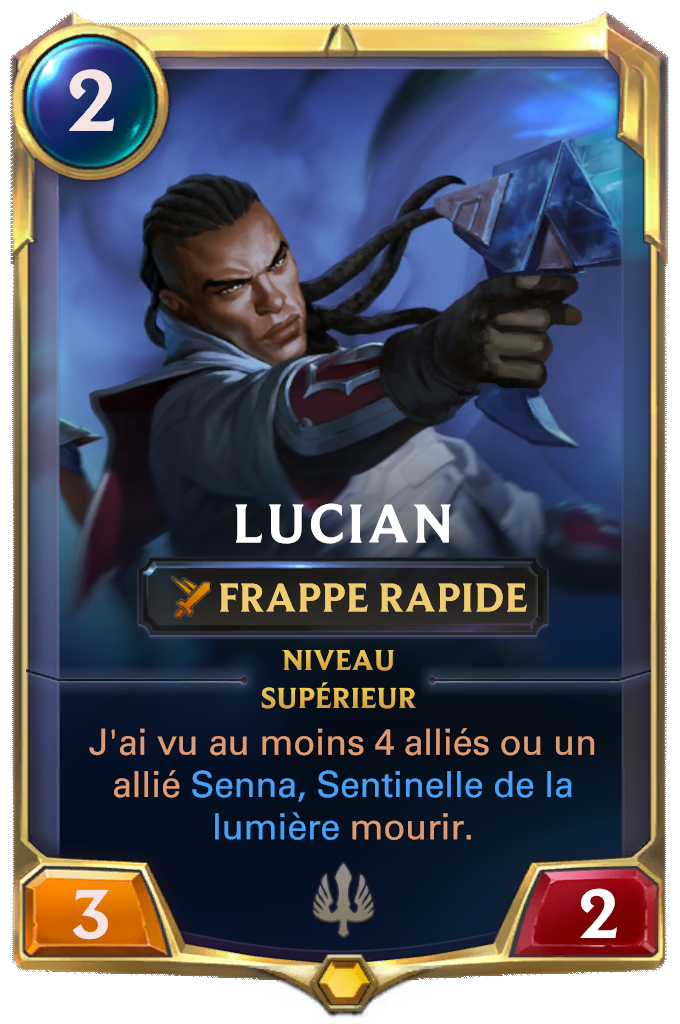 2
LUCIAN
FRAPPE RAPIDE
NIVEAU
SUPÉRIEUR
J'ai vu au moins 4 alliés ou un
allié Senna, Sentinelle de la
lumière mourir.
3
2